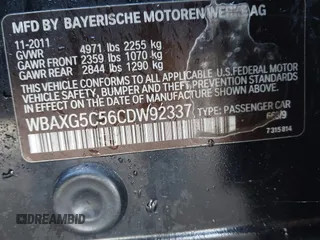 MFD BY BAYERISCHE MOTOREN WERKE AG
11-2011
GVWR 4971 lbs 2255 kg
GAWR FRONT 2359 lbs 1070 kg
GAWR REAR 2844 lbs 1290 kg
THIS VEHICLE CONFORMS TO ALL APPLICABLE U.S. FEDERAL MOTOR
VEHICLE SAFETY, BUMPER, AND THEFT PREVENTION STANDARDS
IN EFFECT ON THE DATE OF MANUFACTURE SHOWN ABOVE.
WBAXG5C56CDW92337 TYPE: PASSENGER CAR
7315814
DREAMBID.COM